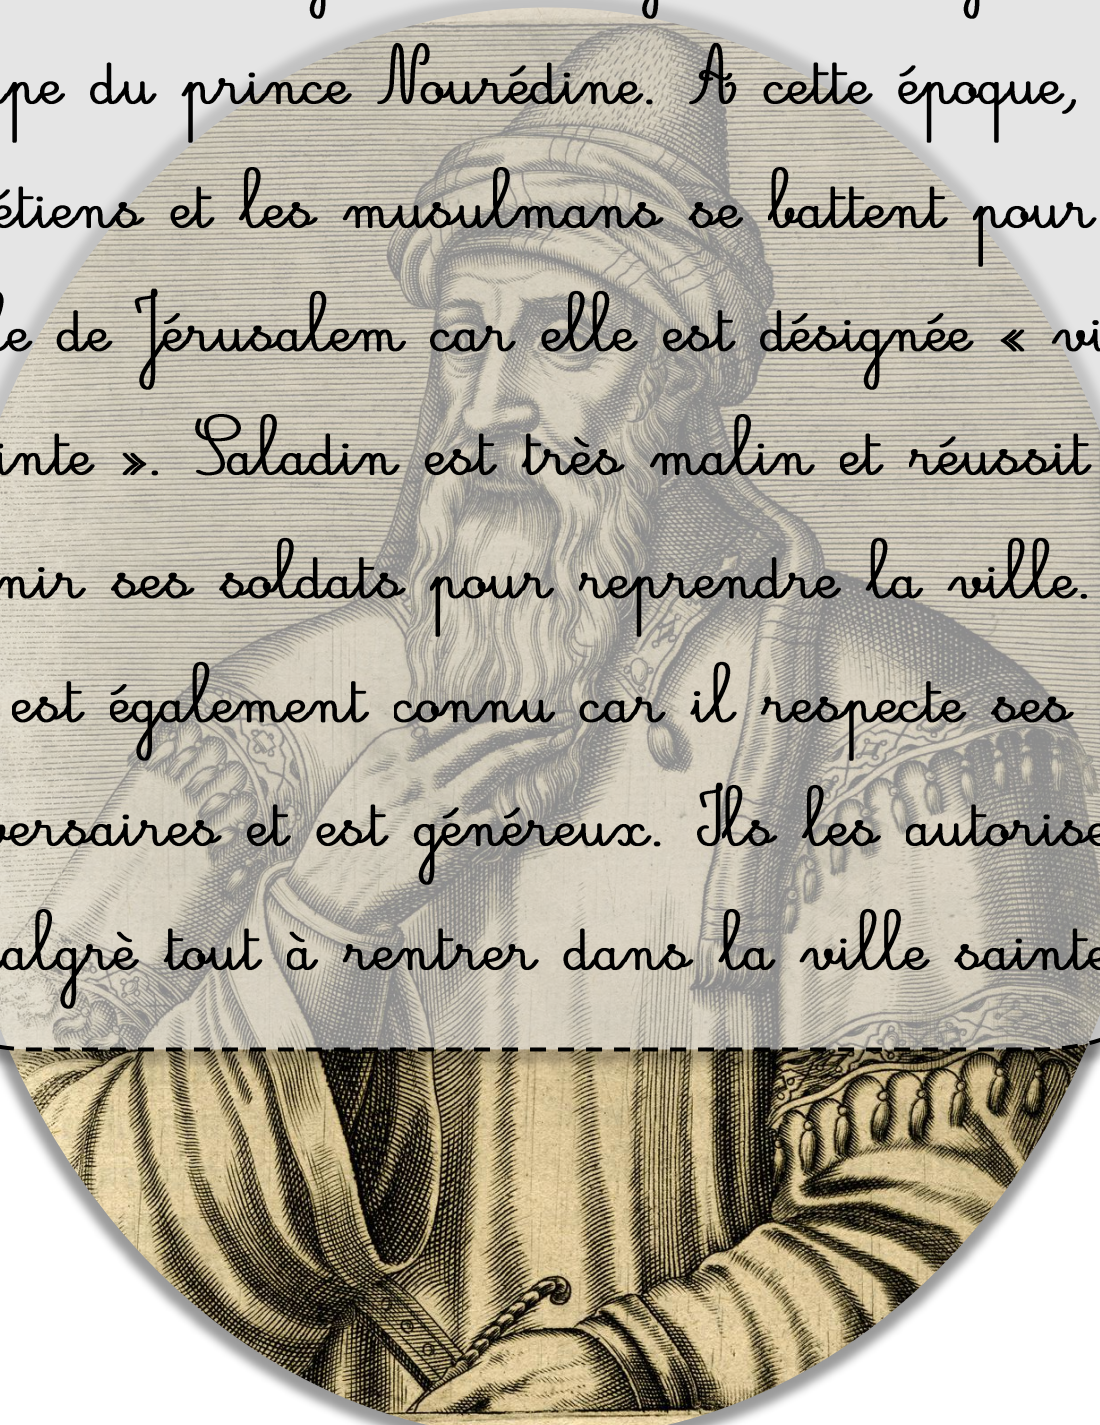 pe du prince Nourédine. A cette époque,
étiens et les musulmans se battent pour
le de Jérusalem car elle est désignée « vi
inte ». Saladin est très malin et réussit
nir ses soldats pour reprendre la ville.
est également connu car il respecte ses
versaires et est généreux. Ils les autorise
algrè tout à rentrer dans la ville sainte